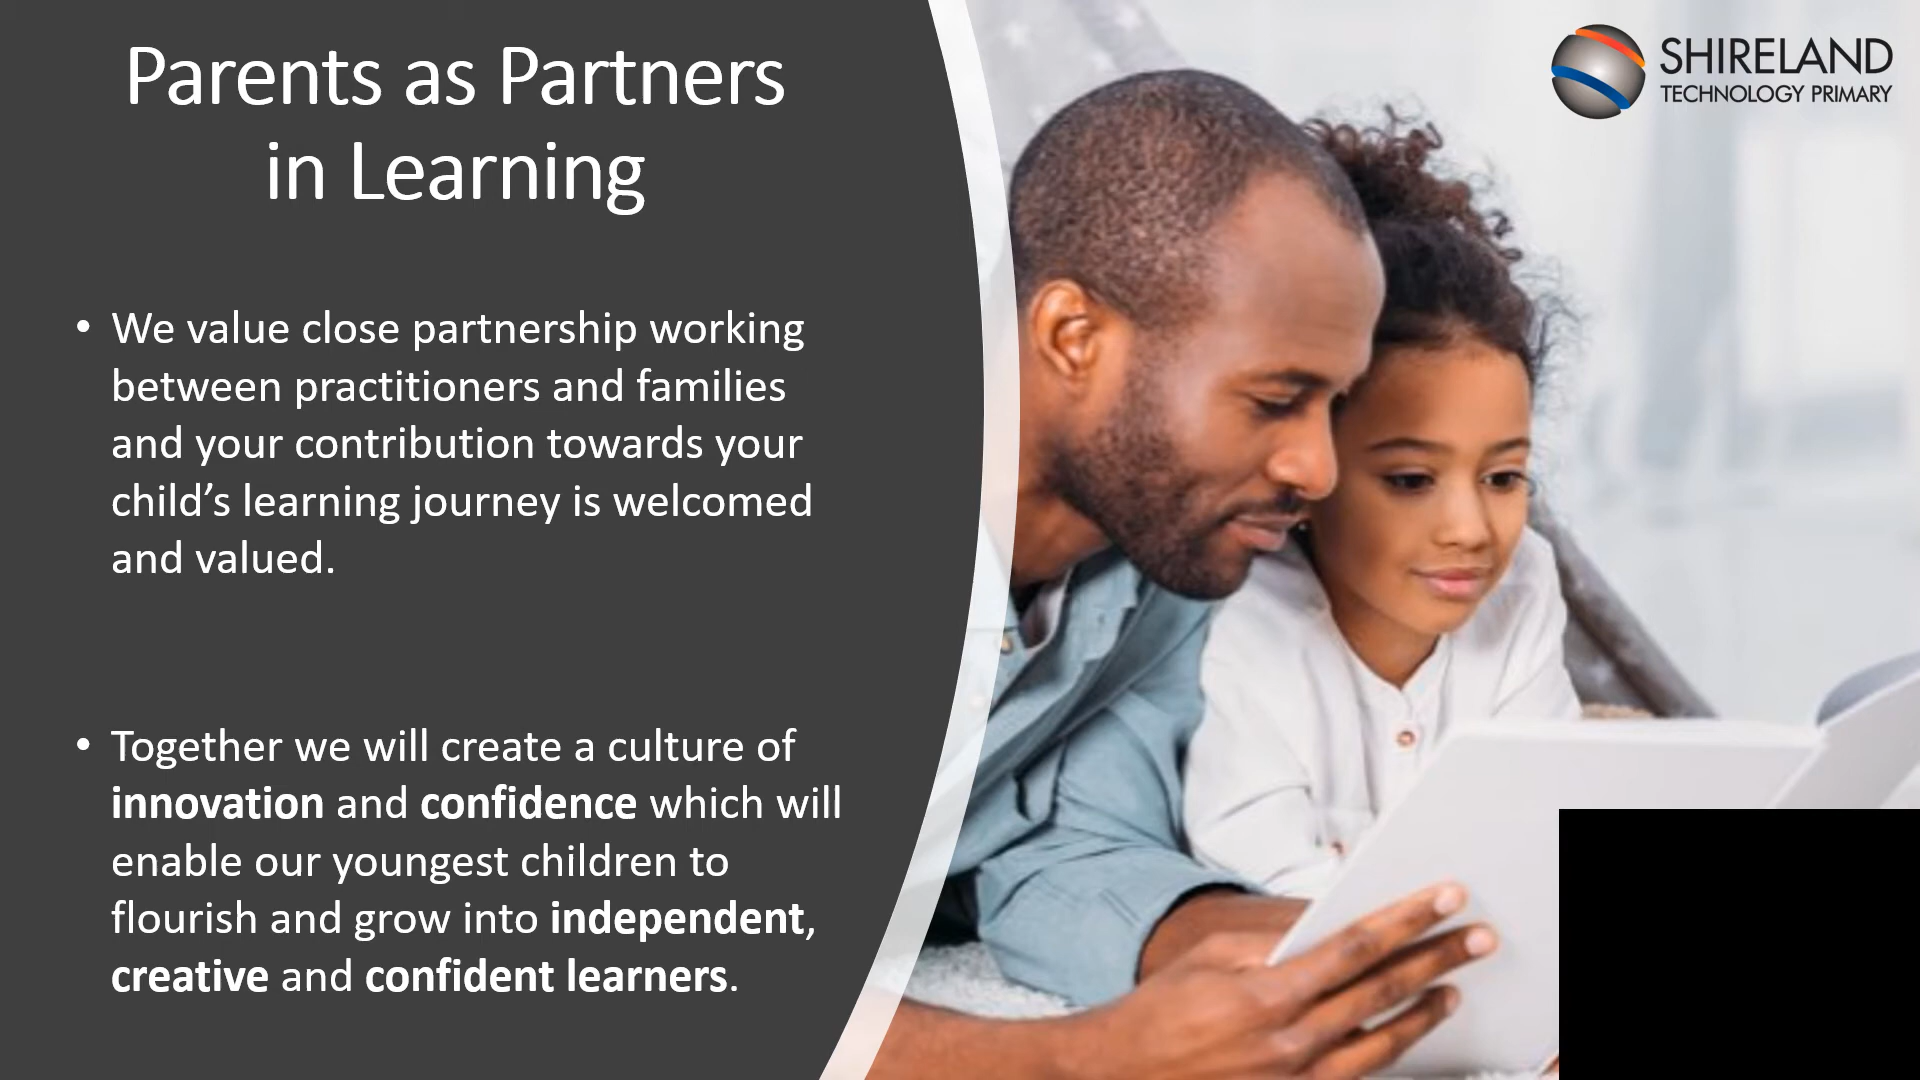 Parents as Partners
in Learning
SHIRELAND
TECHNOLOGY PRIMARY
• We value close partnership working
between practitioners and families
and your contribution towards your
child’s learning journey is welcomed
and valued.
• Together we will create a culture of
innovation and confidence which will
enable our youngest children to
flourish and grow into independent,
creative and confident learners.